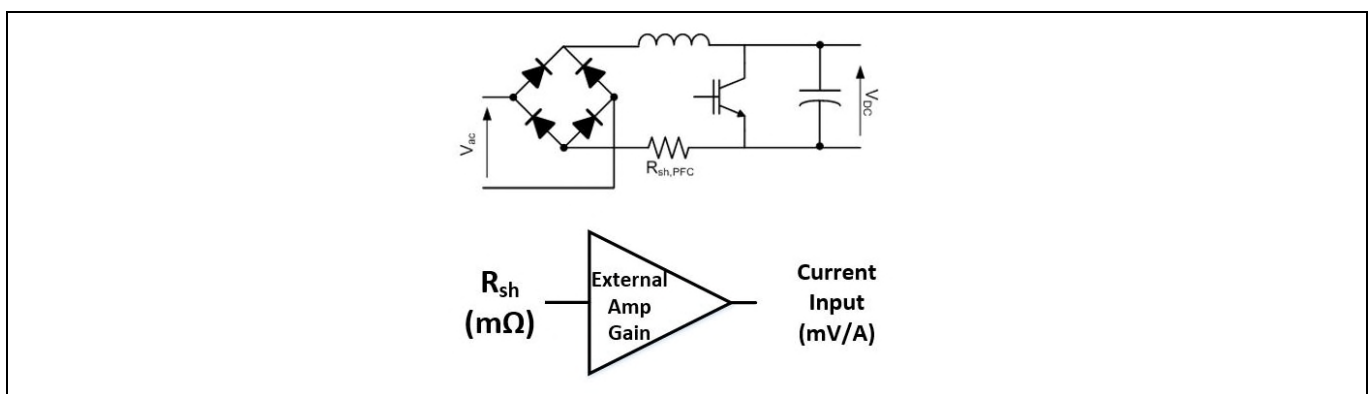 V_ac
R_sh,PFC
V_DC
R_sh
(mΩ)
External
Amp
Gain
Current
Input
(mV/A)